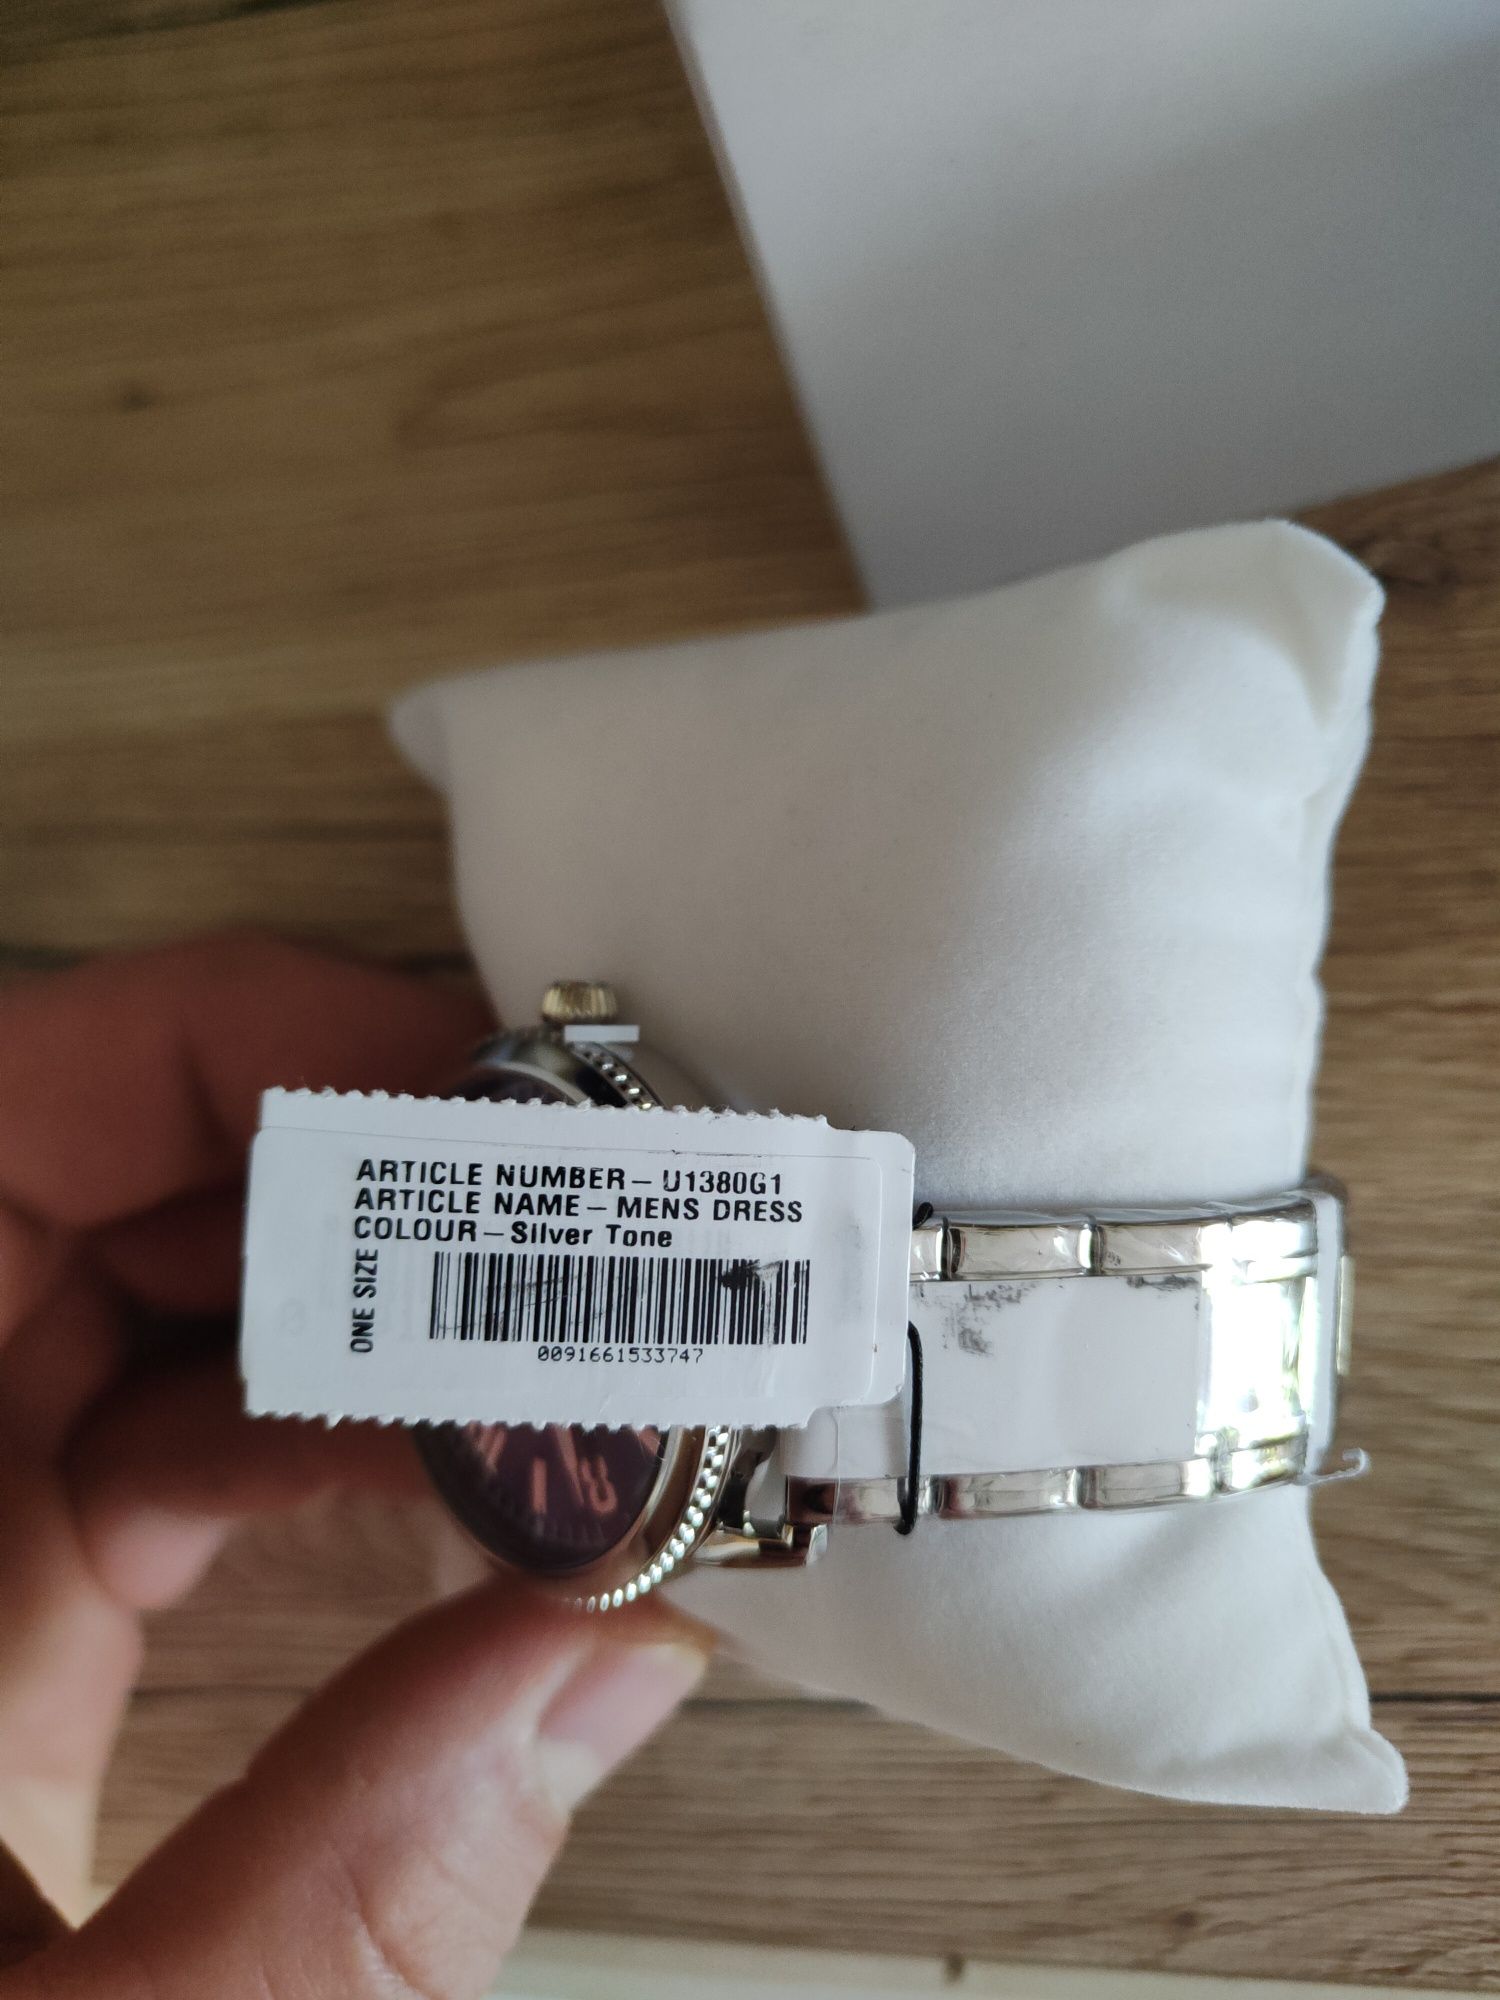 ARTICLE NUMBER– U1380G1
ARTICLE NAME–MENS DRESS
COLOUR–Silver Tone
ONE SIZE
0091661533747